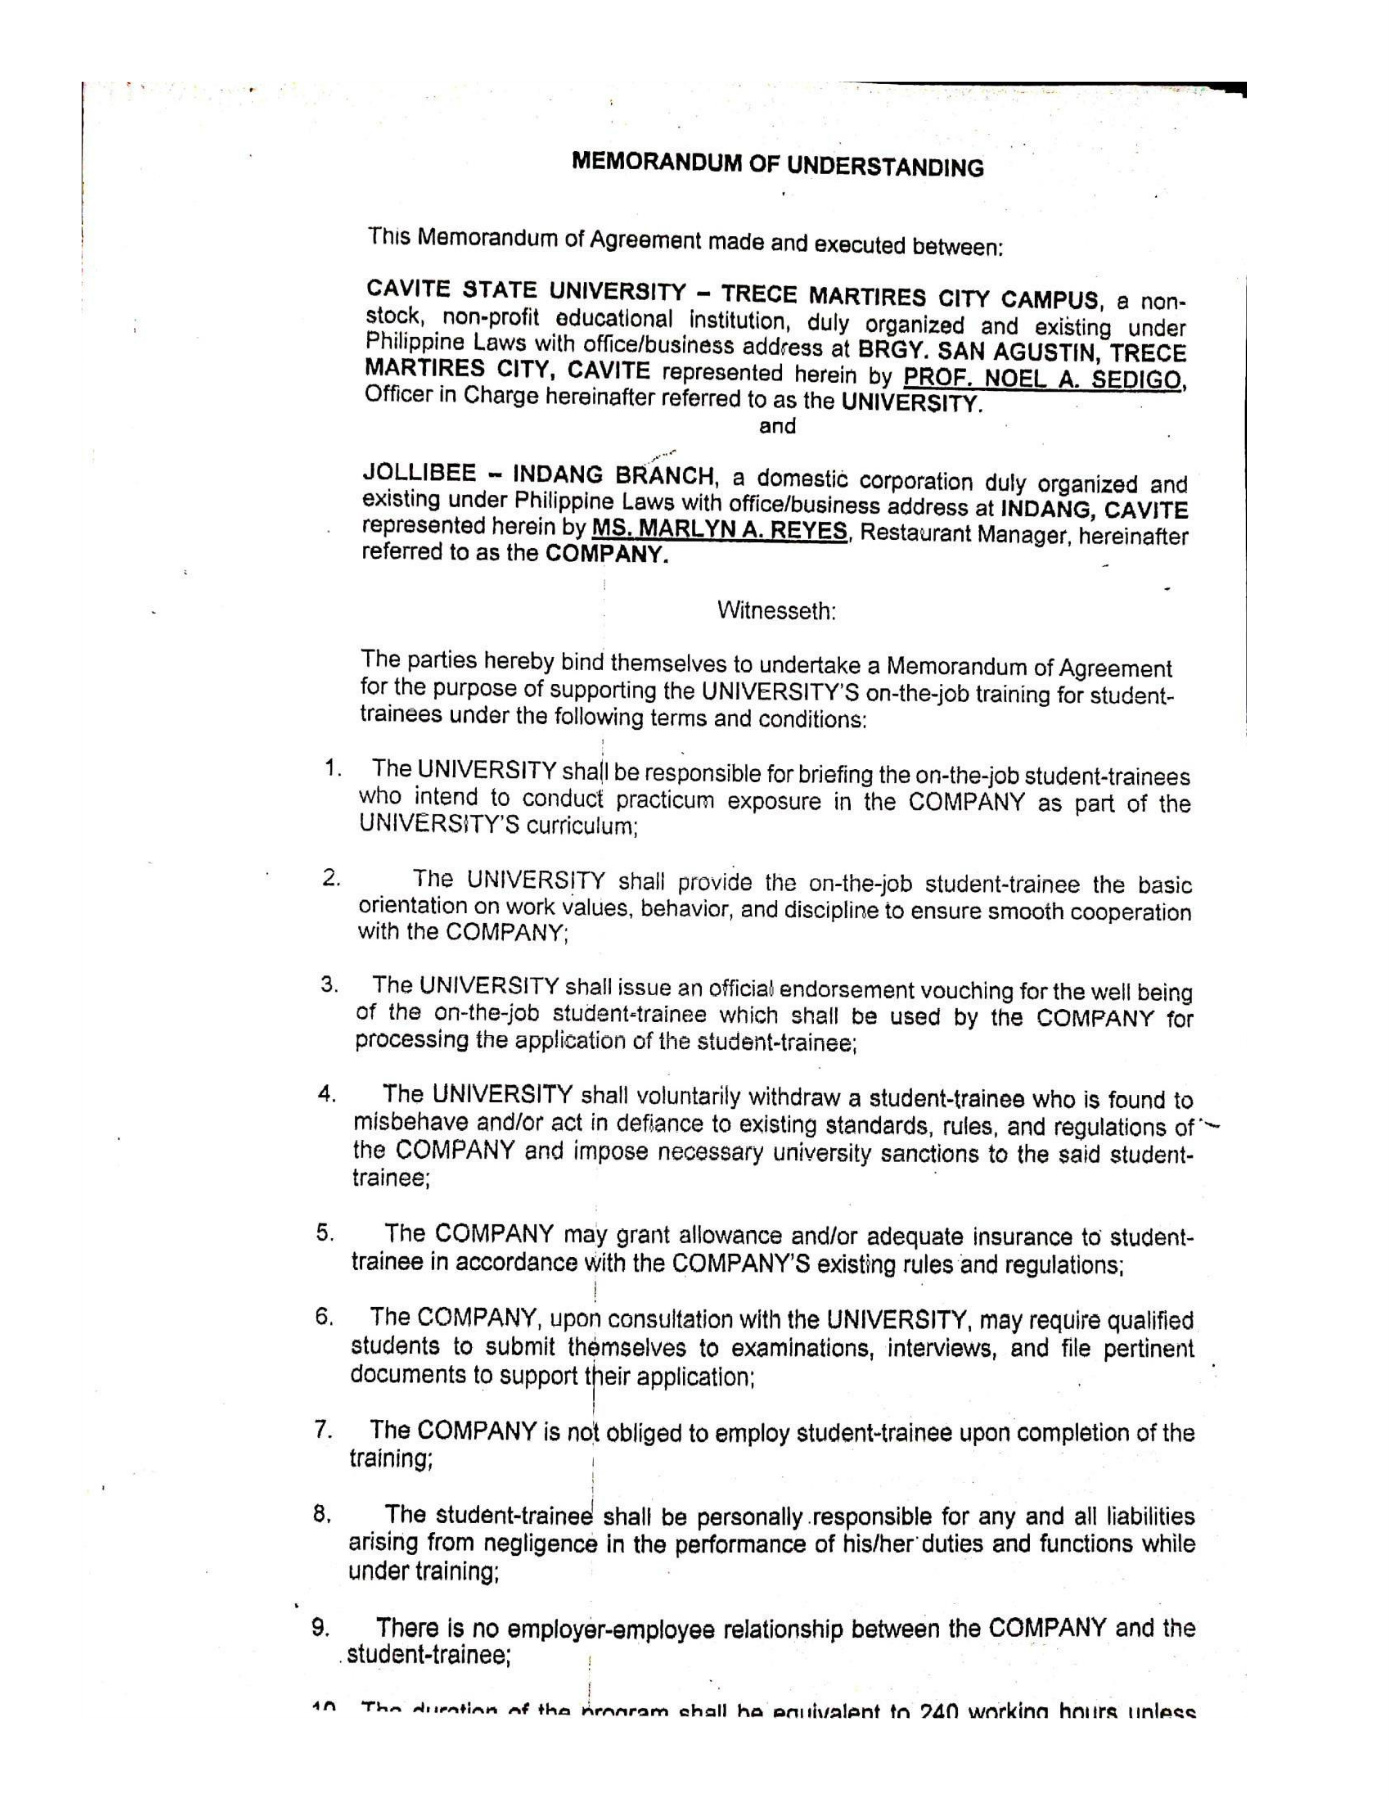 MEMORANDUM OF UNDERSTANDING
This Memorandum of Agreement made and executed between:
CAVITE STATE UNIVERSITY – TRECE MARTIRES CITY CAMPUS, a non-
stock, non-profit educational institution, duly organized and existing under
Philippine Laws with office/business address at BRGY. SAN AGUSTIN, TRECE
MARTIRES CITY, CAVITE represented herein by PROF. NOEL A. SEDIGO,
Officer in Charge hereinafter referred to as the UNIVERSITY.
and
JOLLIBEE – INDANG BRANCH, a domestic corporation duly organized and
existing under Philippine Laws with office/business address at INDANG, CAVITE
represented herein by MS. MARLYN A. REYES, Restaurant Manager, hereinafter
referred to as the COMPANY.
Witnesseth:
The parties hereby bind themselves to undertake a Memorandum of Agreement
for the purpose of supporting the UNIVERSITY'S on-the-job training for student-
trainees under the following terms and conditions:
1. The UNIVERSITY shall be responsible for briefing the on-the-job student-trainees
who intend to conduct practicum exposure in the COMPANY as part of the
UNIVERSITY'S curriculum;
2. The UNIVERSITY shall provide the on-the-job student-trainee the basic
orientation on work values, behavior, and discipline to ensure smooth cooperation
with the COMPANY;
3. The UNIVERSITY shall issue an official endorsement vouching for the well being
of the on-the-job student-trainee which shall be used by the COMPANY for
processing the application of the student-trainee;
4. The UNIVERSITY shall voluntarily withdraw a student-trainee who is found to
misbehave and/or act in defiance to existing standards, rules, and regulations of
the COMPANY and impose necessary university sanctions to the said student-
trainee;
5. The COMPANY may grant allowance and/or adequate insurance to student-
trainee in accordance with the COMPANY'S existing rules and regulations;
6. The COMPANY, upon consultation with the UNIVERSITY, may require qualified
students to submit themselves to examinations, interviews, and file pertinent
documents to support their application;
7. The COMPANY is not obliged to employ student-trainee upon completion of the
training;
8. The student-trainee shall be personally responsible for any and all liabilities
arising from negligence in the performance of his/her duties and functions while
under training;
9. There is no employer-employee relationship between the COMPANY and the
student-trainee;
10 The duration of the program shall be equivalent to 240 working hours unless